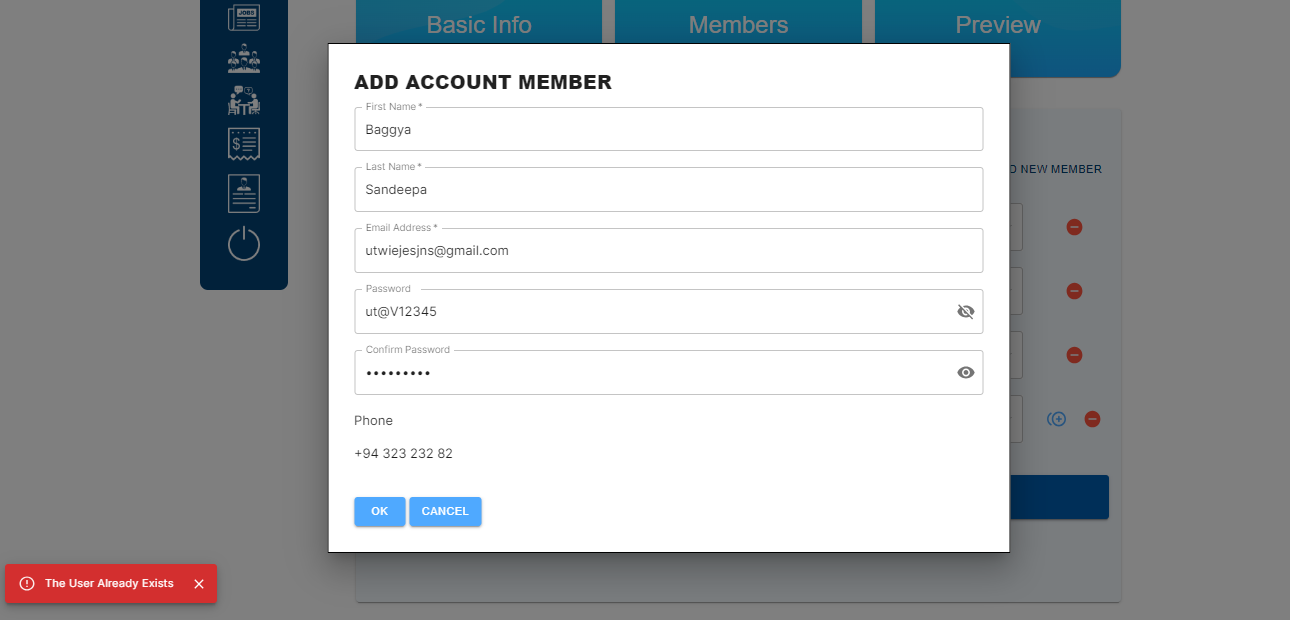 JOBS
Basic Info
Members
Preview
ADD ACCOUNT MEMBER
First Name *
Baggya
Last Name *
Sandeepa
NEW MEMBER
Email Address *
utwiejesjns@gmail.com
Password
ut@V12345
Confirm Password
•••••••••
Phone
+94 323 232 82
OK
CANCEL
The User Already Exists